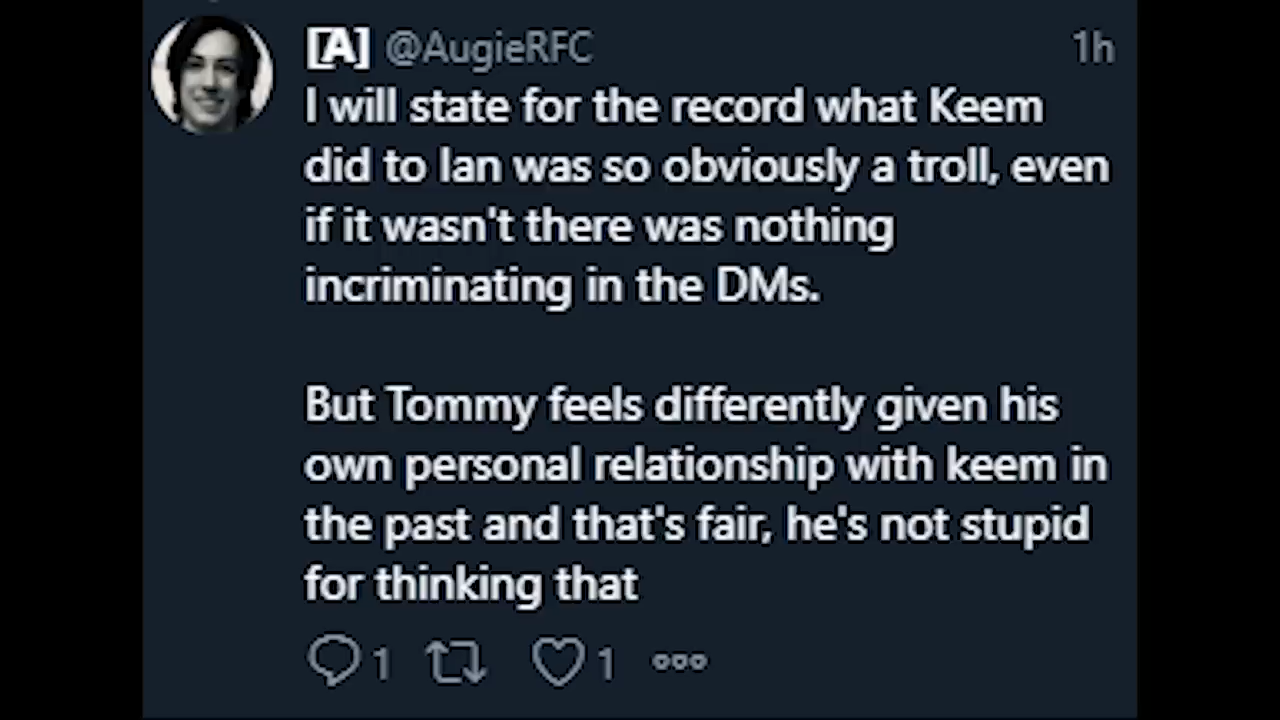 [A] @AugieRFC 1h
I will state for the record what Keem
did to Ian was so obviously a troll, even
if it wasn't there was nothing
incriminating in the DMs.
But Tommy feels differently given his
own personal relationship with keem in
the past and that's fair, he's not stupid
for thinking that
1 1